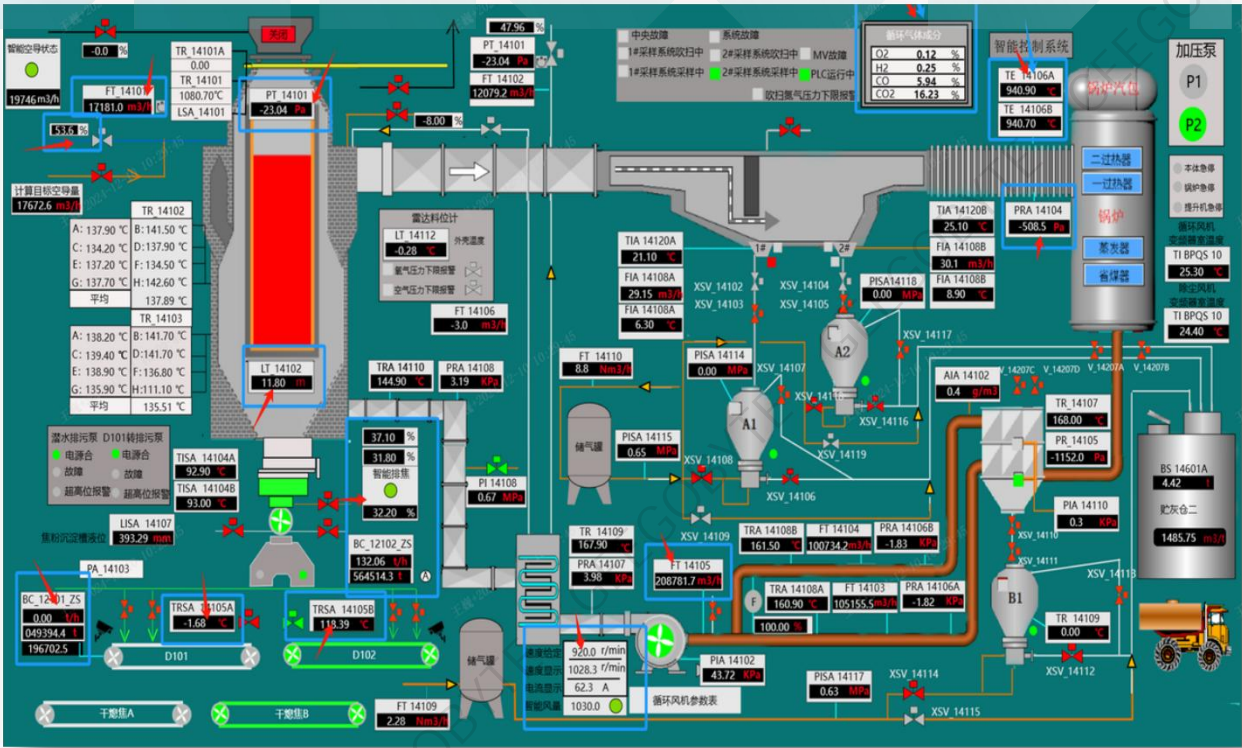 智能空导状态
19746 m3/h
-0.0 %
FT_14101
17181.0 m3/h
53.6 %
计算目标空导量
17672.6 m3/h
关闭
TR_14101A
0.00
TR_14101
1080.70℃
LSA_14101
PT_14101
-23.04 Pa
47.96 %
PT_14101
-23.04 Pa
FT_14102
12079.2 m3/h
-8.00 %
中央故障
系统故障
1#采样系统吹扫中
2#采样系统吹扫中
MV故障
1#采样系统采样中
2#采样系统采样中
PLC运行中
吹扫氮气压力下限报警
循环气体成分
O2 0.12 %
H2 0.25 %
CO 5.94 %
CO2 16.23 %
智能控制系统
TE 14106A
940.90 ℃
TE 14106B
940.70 ℃
锅炉汽包
二过热器
一过热器
锅炉
蒸发器
省煤器
加压泵
P1
P2
本体急停
锅炉急停
提升机急停
循环风机
变频器室温度
TI BPQS 10
25.30 ℃
除尘风机
变频器室温度
TI BPQS 10
24.40 ℃
TR_14102
A: 137.90 ℃ B: 141.50 ℃
C: 134.20 ℃ D: 137.90 ℃
E: 137.20 ℃ F: 134.50 ℃
G: 137.70 ℃ H: 142.60 ℃
平均 137.89 ℃
TR_14103
A: 138.20 ℃ B: 141.70 ℃
C: 139.40 ℃ D: 141.70 ℃
E: 138.90 ℃ F: 136.80 ℃
G: 135.90 ℃ H: 111.10 ℃
平均 135.51 ℃
雷达料位计
LT 14112
-0.28 ℃
外壳温度
氮气压力下限报警
空气压力下限报警
FT 14106
-3.0 m3/h
LT 14102
11.80 m
TIA 14120A
21.10 ℃
FIA 14108A
29.15 m3/h
FIA 14108A
6.30 ℃
1#
2#
XSV_14102
XSV_14103
XSV_14104
XSV_14105
TIA 14120B
25.10 ℃
FIA 14108B
30.1 m3/h
FIA 14108B
8.90 ℃
PISA14118
0.00 MPa
PRA 14104
-508.5 Pa
XSV_14117
A2
XSV_14116
FT 14110
8.8 Nm3/h
PISA 14114
0.00 MPa
XSV_14107
A1
XSV_14119
储气罐
PISA 14115
0.65 MPa
XSV_14108
XSV_14106
XSV_14109
TRA 14110
144.90 ℃
PRA 14108
3.19 KPa
PI 14108
0.67 MPa
37.10 %
31.80 %
智能排焦
32.20 %
BC_12102_ZS
132.06 t/h
564514.3 t
A
潜水排污泵 D101转排污泵
电源合 电源合
故障 故障
超高位报警 超高位报警
TISA 14104A
92.90 ℃
TISA 14104B
93.00 ℃
LISA 14107
焦粉沉淀槽液位
393.29 mm
PA_14103
BC_12101_ZS
0.00 t/h
049394.4 t
196702.5
TRSA 14105A
-1.68 ℃
TRSA 14105B
118.39 ℃
D101
D102
干熄焦A
干熄焦B
储气罐
FT 14109
2.28 Nm3/h
TR 14109
167.90 ℃
PRA 14107
3.98 KPa
速度给定 920.0 r/min
速度显示 1028.3 r/min
电流显示 62.3 A
智能风量 1030.0
循环风机参数表
FT 14105
208781.7 m3/h
PIA 14102
43.72 KPa
TRA 14108B
161.50 ℃
FT 14104
100734.2 m3/h
PRA 14106B
-1.83 KPa
F
TRA 14108A
160.90 ℃
100.00 %
FT 14103
105155.5 m3/h
PRA 14106A
-1.82 KPa
PISA 14117
0.63 MPa
XSV_14114
XSV_14115
AIA 14102
0.4 g/m3
V_14207C
V_14207D
V_14207A
V_14207B
TR_14107
168.00 ℃
PR_14105
-1152.0 Pa
PIA 14110
0.3 KPa
XSV_14110
XSV_14111
XSV_14113
B1
TR 14109
0.00 ℃
XSV_14112
BS 14601A
4.42 t
贮灰仓二
1485.75 m3/h